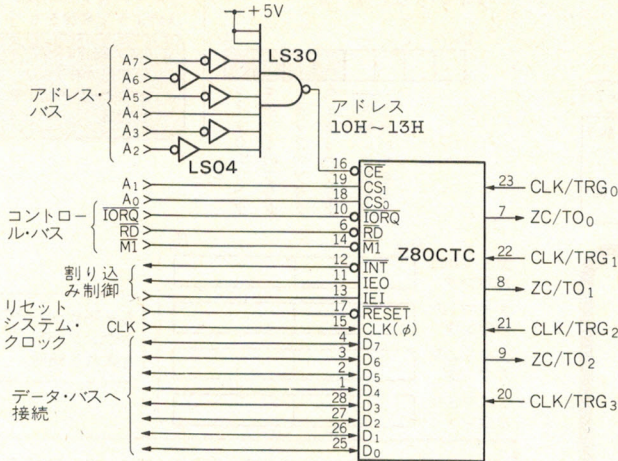 +5V
LS30
A7
A6
A5
A4
A3
A2
アドレス・
バス
LS04
アドレス
10H～13H
16 CE
A1 19 CS1
A0 18 CS0
コントロー
ル・バス
IORQ 10 IORQ
RD 6 RD
M1 14 M1
Z80CTC
割り込
み制御
12 INT
11 IEO
13 IEI
リセット
17 RESET
システム・
クロック
CLK 15 CLK(φ)
データ・バスへ
接続
4 D7
3 D6
2 D5
1 D4
28 D3
27 D2
26 D1
25 D0
23 CLK/TRG0
7 ZC/TO0
22 CLK/TRG1
8 ZC/TO1
21 CLK/TRG2
9 ZC/TO2
20 CLK/TRG3